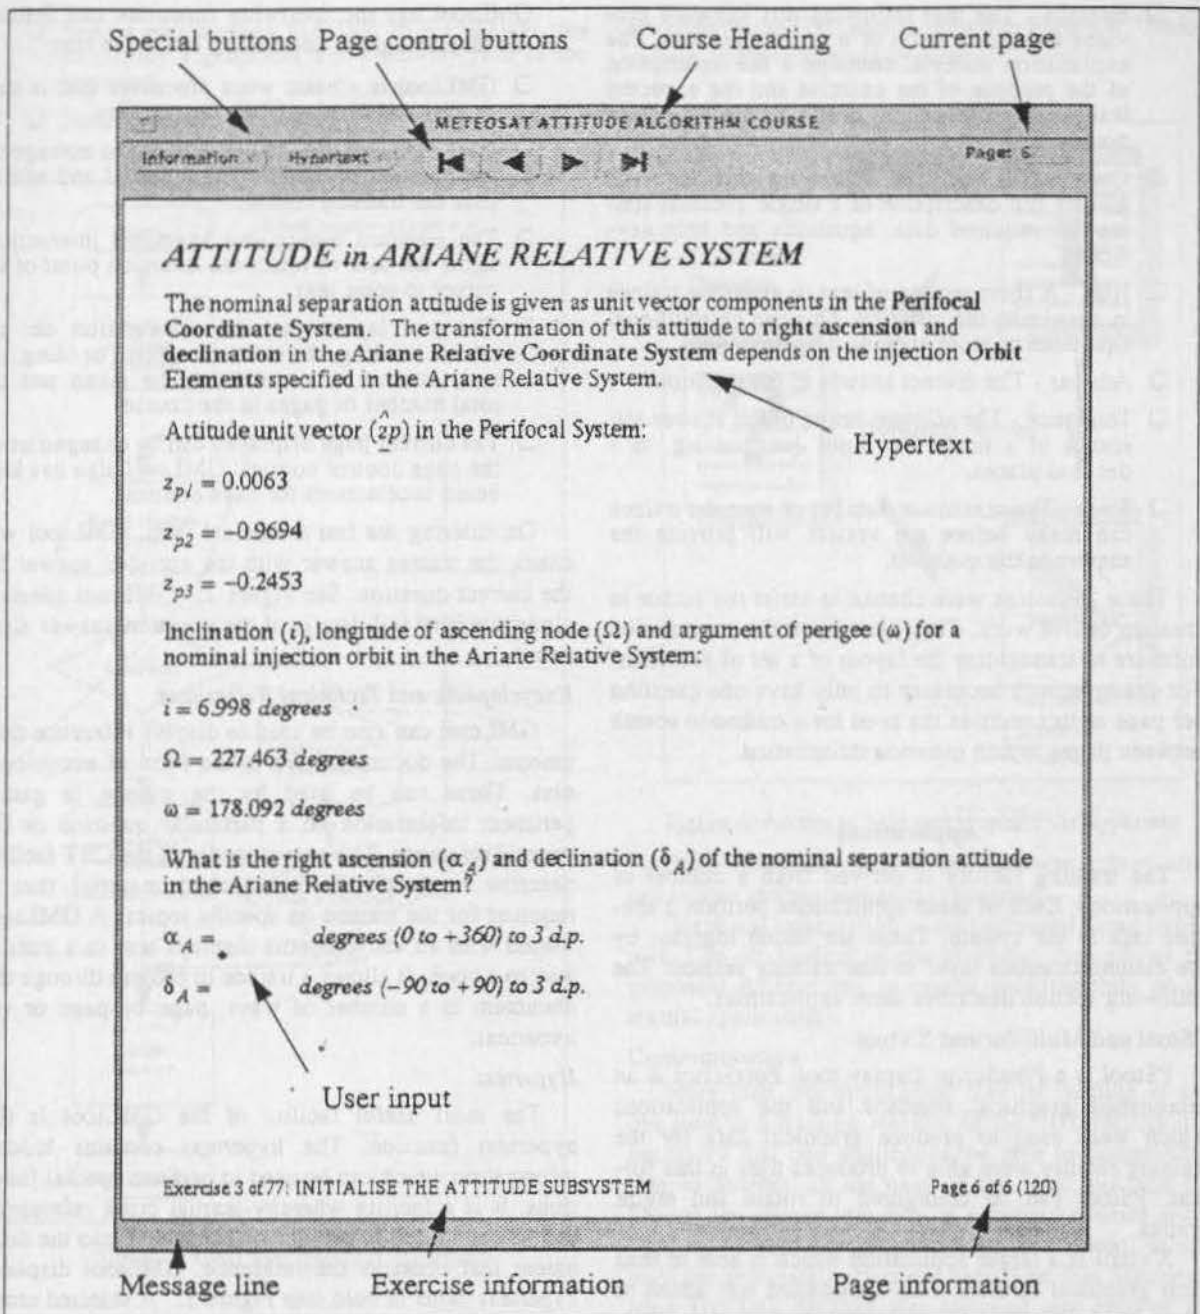 Special buttons Page control buttons Course Heading Current page
METEOSAT ATTITUDE ALGORITHM COURSE
Information Hypertext Page: 6
ATTITUDE in ARIANE RELATIVE SYSTEM
The nominal separation attitude is given as unit vector components in the Perifocal
Coordinate System. The transformation of this attitude to right ascension and
declination in the Ariane Relative Coordinate System depends on the injection Orbit
Elements specified in the Ariane Relative System.
Hypertext
Attitude unit vector (ẑp) in the Perifocal System:
z_p1 = 0.0063
z_p2 = −0.9694
z_p3 = −0.2453
Inclination (i), longitude of ascending node (Ω) and argument of perigee (ω) for a
nominal injection orbit in the Ariane Relative System:
i = 6.998 degrees
Ω = 227.463 degrees
ω = 178.092 degrees
What is the right ascension (α_A) and declination (δ_A) of the nominal separation attitude
in the Ariane Relative System?
α_A = degrees (0 to +360) to 3 d.p.
δ_A = degrees (−90 to +90) to 3 d.p.
User input
Exercise 3 of 77: INITIALISE THE ATTITUDE SUBSYSTEM Page 6 of 6 (120)
Message line Exercise information Page information